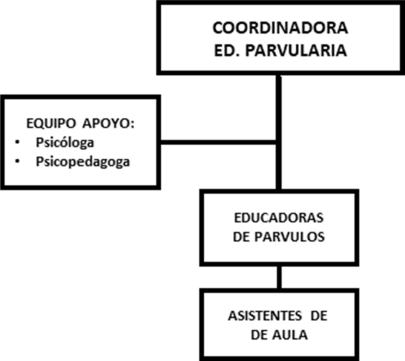 COORDINADORA
ED. PARVULARIA
EQUIPO APOYO:
• Psicóloga
• Psicopedagoga
EDUCADORAS
DE PARVULOS
ASISTENTES DE
DE AULA